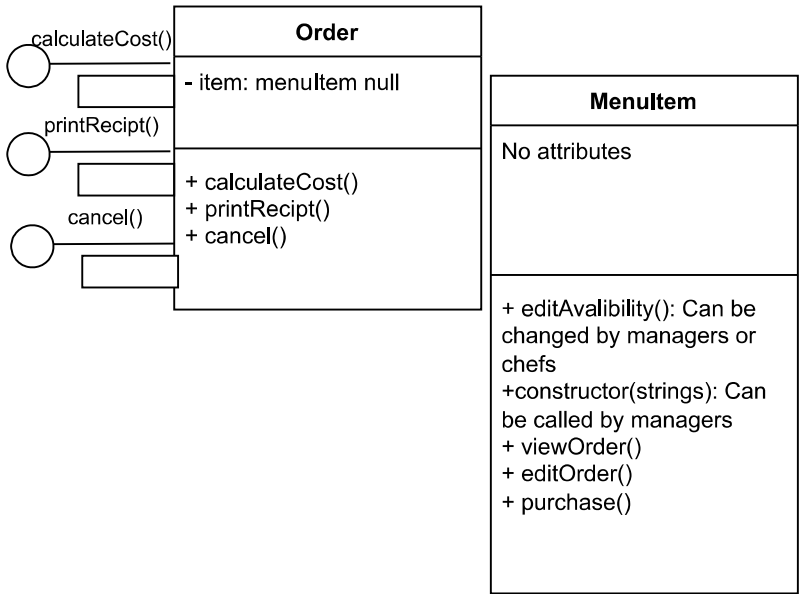 calculateCost()
printRecipt()
cancel()
Order
- item: menuItem null
+ calculateCost()
+ printRecipt()
+ cancel()
MenuItem
No attributes
+ editAvalibility(): Can be
changed by managers or
chefs
+constructor(strings): Can
be called by managers
+ viewOrder()
+ editOrder()
+ purchase()